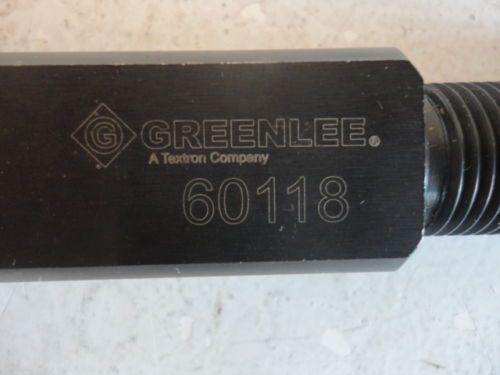 G GREENLEE®
A Textron Company
60118